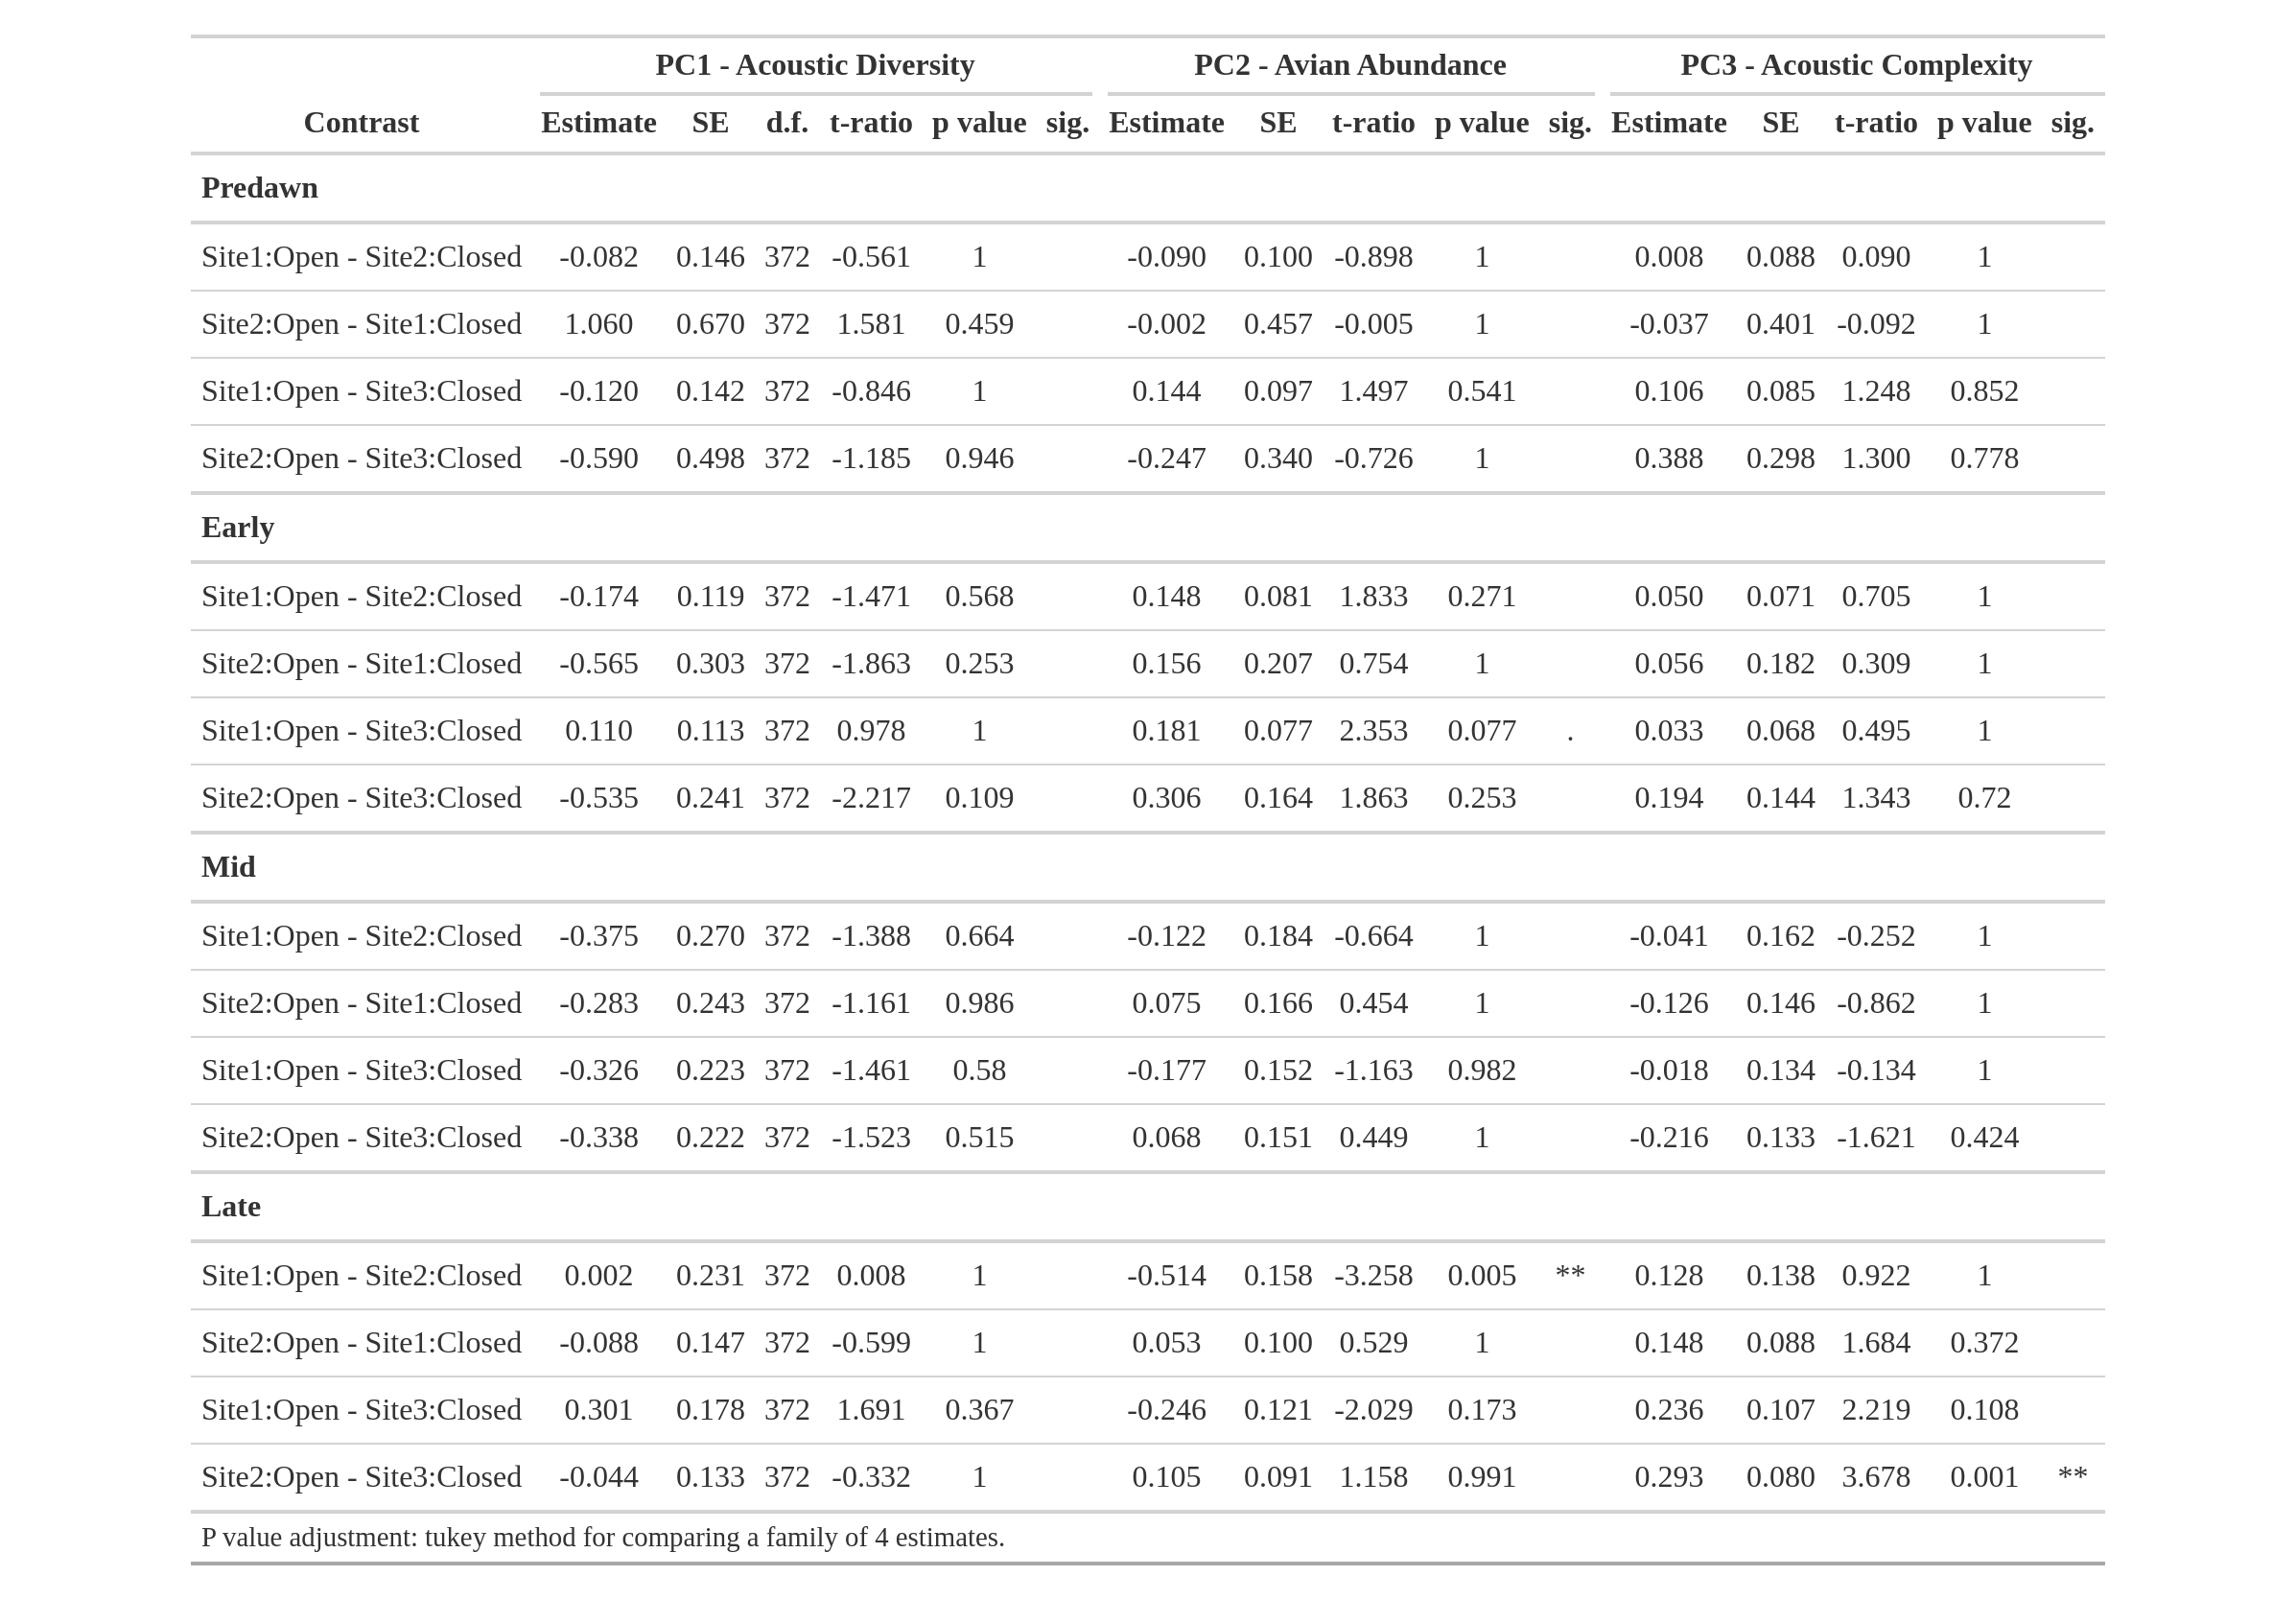 PC1 - Acoustic Diversity PC2 - Avian Abundance PC3 - Acoustic Complexity
Contrast Estimate SE d.f. t-ratio p value sig. Estimate SE t-ratio p value sig. Estimate SE t-ratio p value sig.
Predawn
Site1:Open - Site2:Closed -0.082 0.146 372 -0.561 1 -0.090 0.100 -0.898 1 0.008 0.088 0.090 1
Site2:Open - Site1:Closed 1.060 0.670 372 1.581 0.459 -0.002 0.457 -0.005 1 -0.037 0.401 -0.092 1
Site1:Open - Site3:Closed -0.120 0.142 372 -0.846 1 0.144 0.097 1.497 0.541 0.106 0.085 1.248 0.852
Site2:Open - Site3:Closed -0.590 0.498 372 -1.185 0.946 -0.247 0.340 -0.726 1 0.388 0.298 1.300 0.778
Early
Site1:Open - Site2:Closed -0.174 0.119 372 -1.471 0.568 0.148 0.081 1.833 0.271 0.050 0.071 0.705 1
Site2:Open - Site1:Closed -0.565 0.303 372 -1.863 0.253 0.156 0.207 0.754 1 0.056 0.182 0.309 1
Site1:Open - Site3:Closed 0.110 0.113 372 0.978 1 0.181 0.077 2.353 0.077 . 0.033 0.068 0.495 1
Site2:Open - Site3:Closed -0.535 0.241 372 -2.217 0.109 0.306 0.164 1.863 0.253 0.194 0.144 1.343 0.72
Mid
Site1:Open - Site2:Closed -0.375 0.270 372 -1.388 0.664 -0.122 0.184 -0.664 1 -0.041 0.162 -0.252 1
Site2:Open - Site1:Closed -0.283 0.243 372 -1.161 0.986 0.075 0.166 0.454 1 -0.126 0.146 -0.862 1
Site1:Open - Site3:Closed -0.326 0.223 372 -1.461 0.58 -0.177 0.152 -1.163 0.982 -0.018 0.134 -0.134 1
Site2:Open - Site3:Closed -0.338 0.222 372 -1.523 0.515 0.068 0.151 0.449 1 -0.216 0.133 -1.621 0.424
Late
Site1:Open - Site2:Closed 0.002 0.231 372 0.008 1 -0.514 0.158 -3.258 0.005 ** 0.128 0.138 0.922 1
Site2:Open - Site1:Closed -0.088 0.147 372 -0.599 1 0.053 0.100 0.529 1 0.148 0.088 1.684 0.372
Site1:Open - Site3:Closed 0.301 0.178 372 1.691 0.367 -0.246 0.121 -2.029 0.173 0.236 0.107 2.219 0.108
Site2:Open - Site3:Closed -0.044 0.133 372 -0.332 1 0.105 0.091 1.158 0.991 0.293 0.080 3.678 0.001 **
P value adjustment: tukey method for comparing a family of 4 estimates.